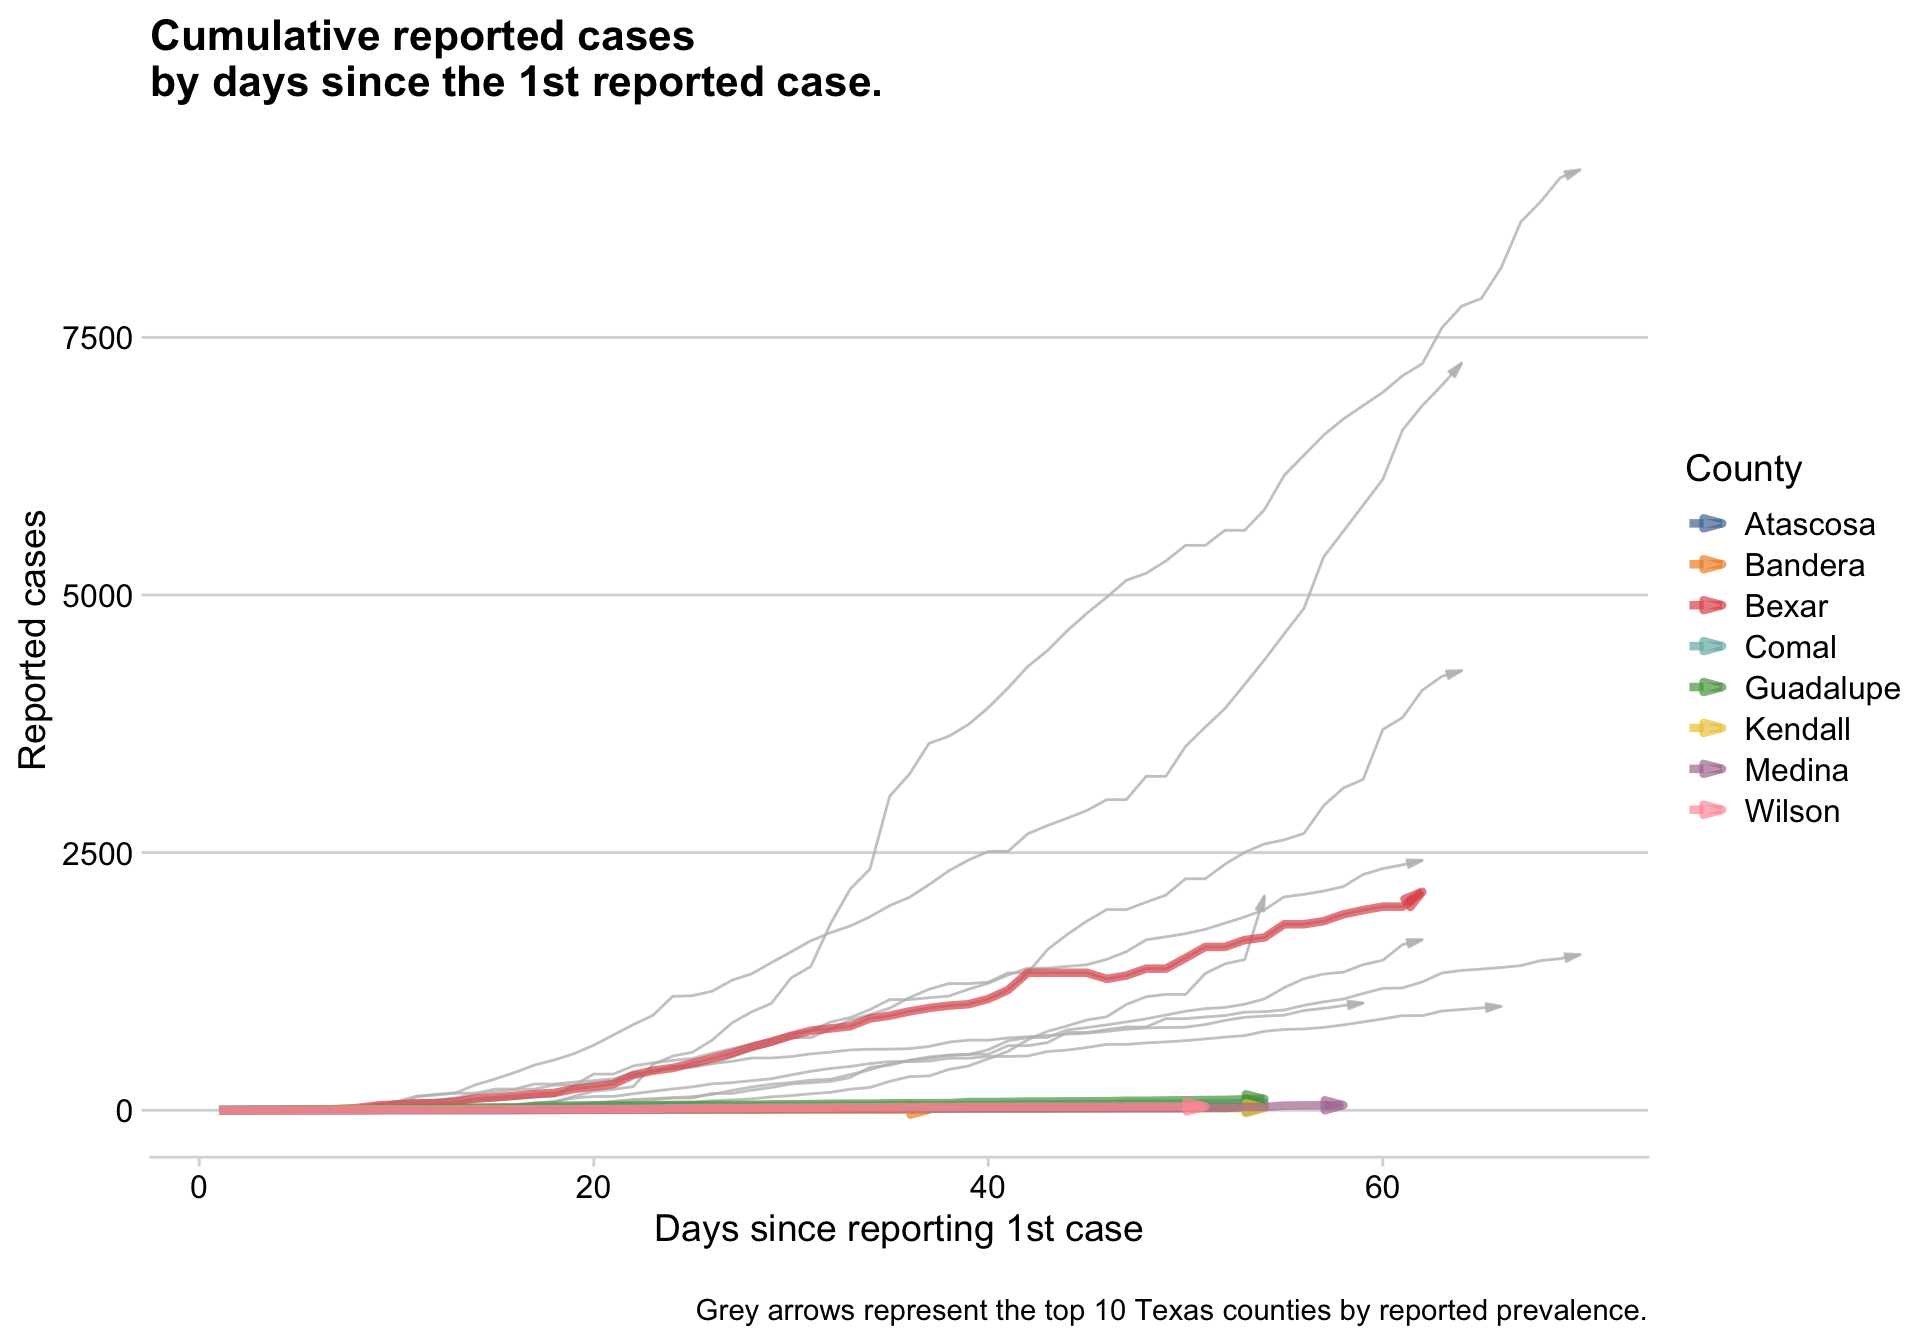 Cumulative reported cases
by days since the 1st reported case.
7500
5000
2500
0
Reported cases
0 20 40 60
Days since reporting 1st case
County
Atascosa
Bandera
Bexar
Comal
Guadalupe
Kendall
Medina
Wilson
Grey arrows represent the top 10 Texas counties by reported prevalence.